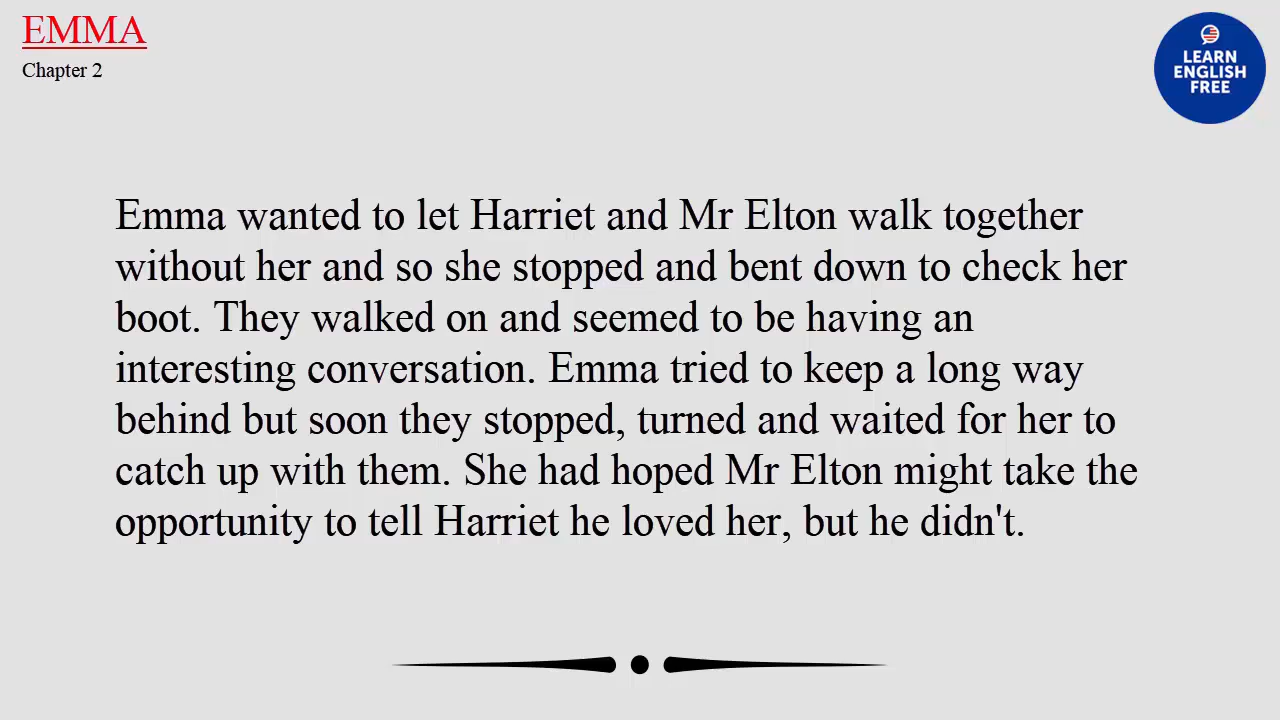 EMMA
Chapter 2
LEARN
ENGLISH
FREE
Emma wanted to let Harriet and Mr Elton walk together
without her and so she stopped and bent down to check her
boot. They walked on and seemed to be having an
interesting conversation. Emma tried to keep a long way
behind but soon they stopped, turned and waited for her to
catch up with them. She had hoped Mr Elton might take the
opportunity to tell Harriet he loved her, but he didn't.